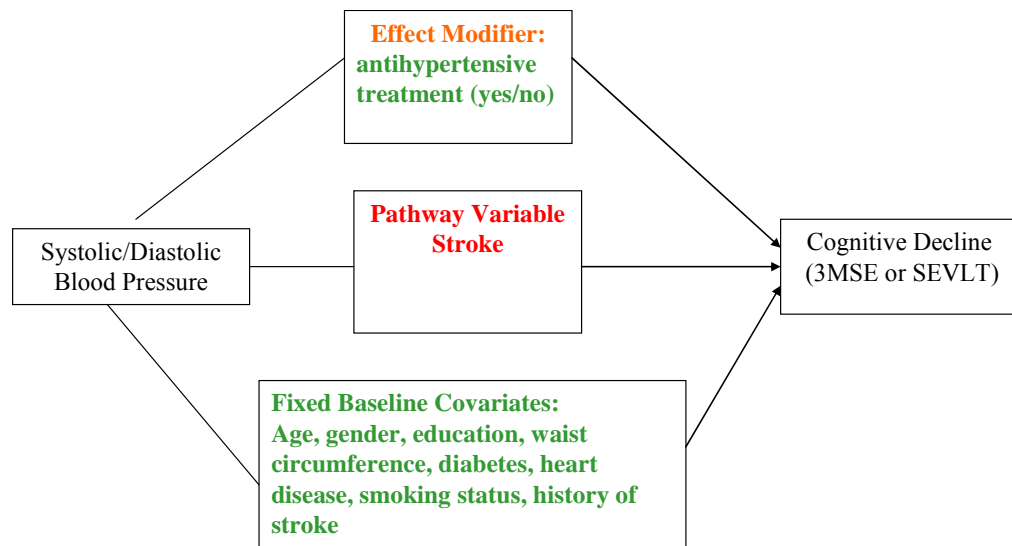 Effect Modifier:
antihypertensive
treatment (yes/no)
Pathway Variable
Stroke
Systolic/Diastolic
Blood Pressure
Cognitive Decline
(3MSE or SEVLT)
Fixed Baseline Covariates:
Age, gender, education, waist
circumference, diabetes, heart
disease, smoking status, history of
stroke